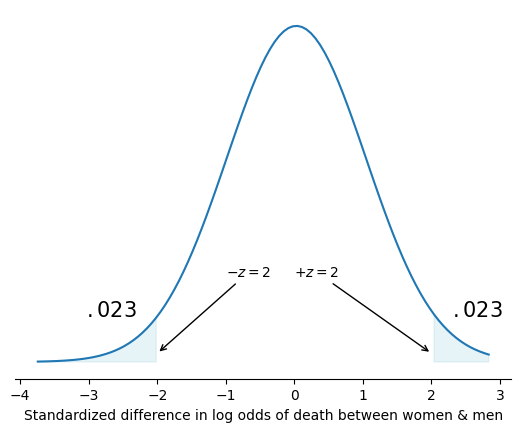 −z = 2 +z = 2
.023 .023
−4 −3 −2 −1 0 1 2 3
Standardized difference in log odds of death between women & men